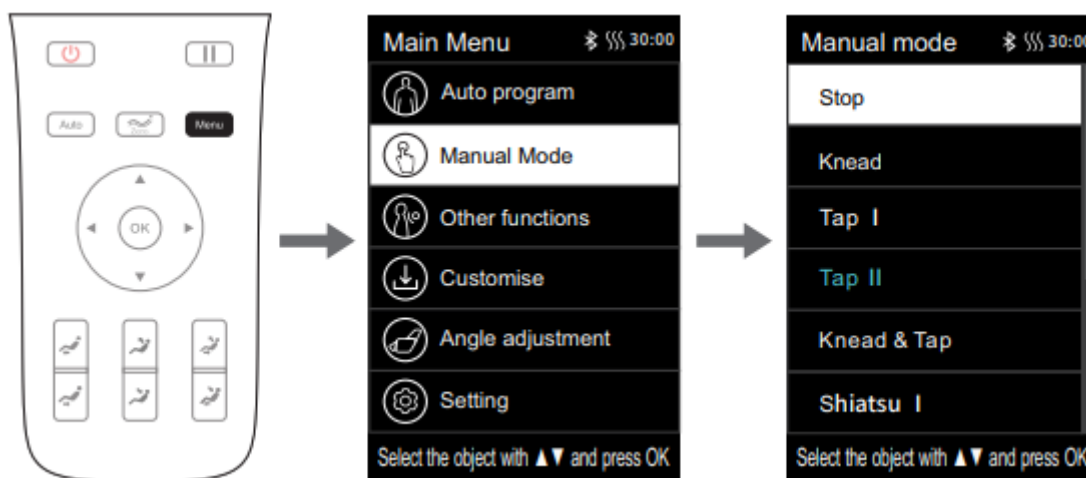 Auto
Zone
Menu
OK
Main Menu 30:00
Auto program
Manual Mode
Other functions
Customise
Angle adjustment
Setting
Select the object with ▲▼ and press OK
Manual mode 30:00
Stop
Knead
Tap I
Tap II
Knead & Tap
Shiatsu I
Select the object with ▲▼ and press OK